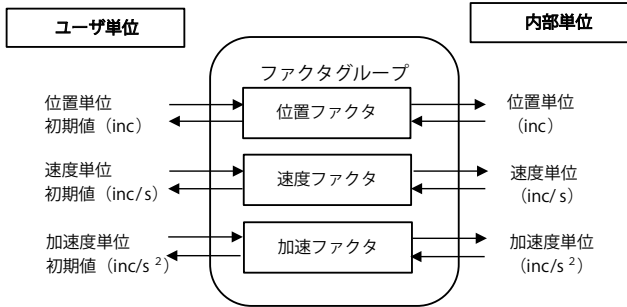 ユーザ単位
内部単位
ファクタグループ
位置単位
初期値（inc）
位置ファクタ
位置単位
（inc）
速度単位
初期値（inc/s）
速度ファクタ
速度単位
（inc/ s）
加速度単位
初期値（inc/s ²）
加速ファクタ
加速度単位
（inc/s ²）